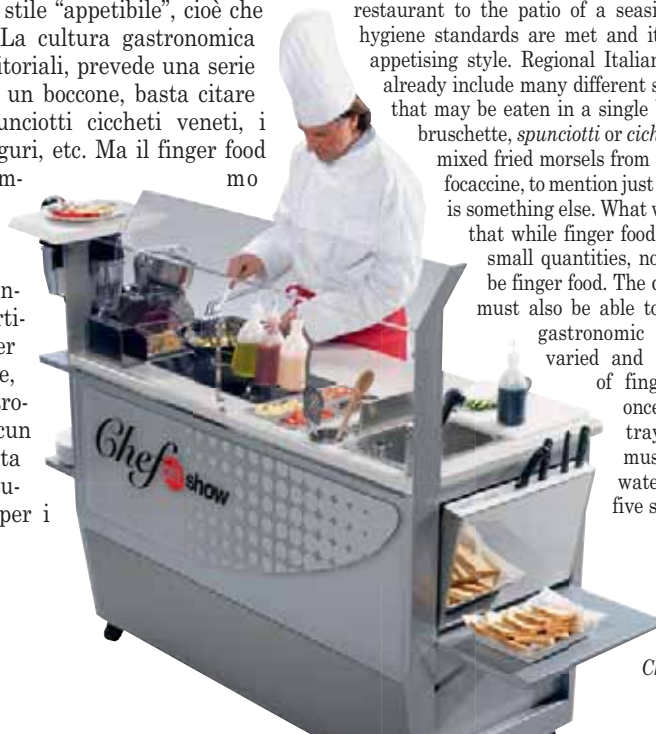 stile “appetibile”, cioè che
La cultura gastronomica
itoriali, prevede una serie
un boccone, basta citare
unciotti ciccheti veneti, i
guri, etc. Ma il finger food
m- mo
n-
rti-
er
e,
ro-
cun
ta
u-
per i
restaurant to the patio of a seasi
hygiene standards are met and it
appetising style. Regional Italian
already include many different s
that may be eaten in a single
bruschette, spunciotti or cich
mixed fried morsels from
focaccine, to mention just
is something else. What
that while finger food
small quantities, no
be finger food. The
must also be able to
gastronomic
varied and
of fing
once
tray
mus
wate
five s
Chef on show